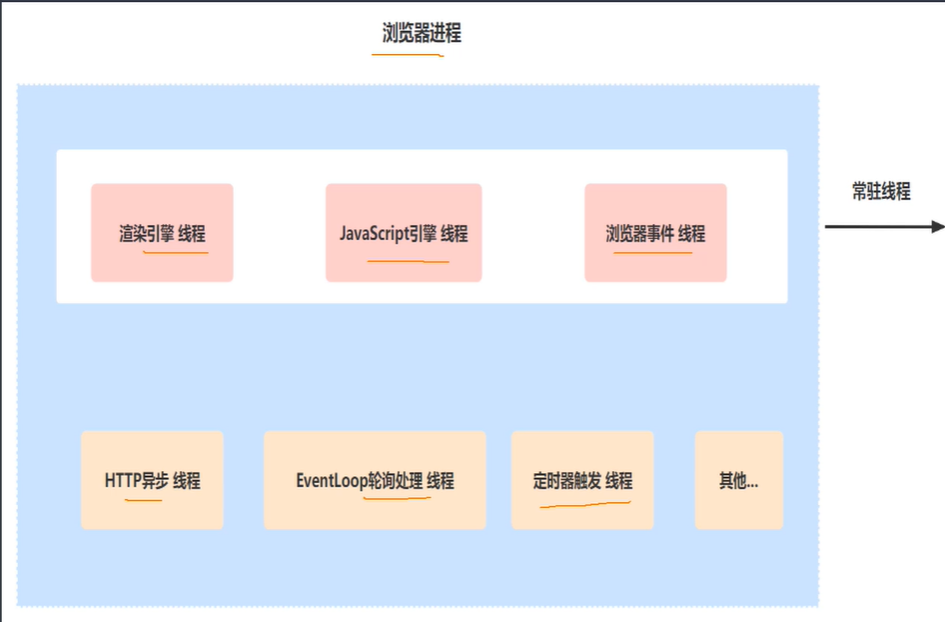 浏览器进程
常驻线程
渲染引擎 线程
JavaScript引擎 线程
浏览器事件 线程
HTTP异步 线程
EventLoop轮询处理 线程
定时器触发 线程
其他...